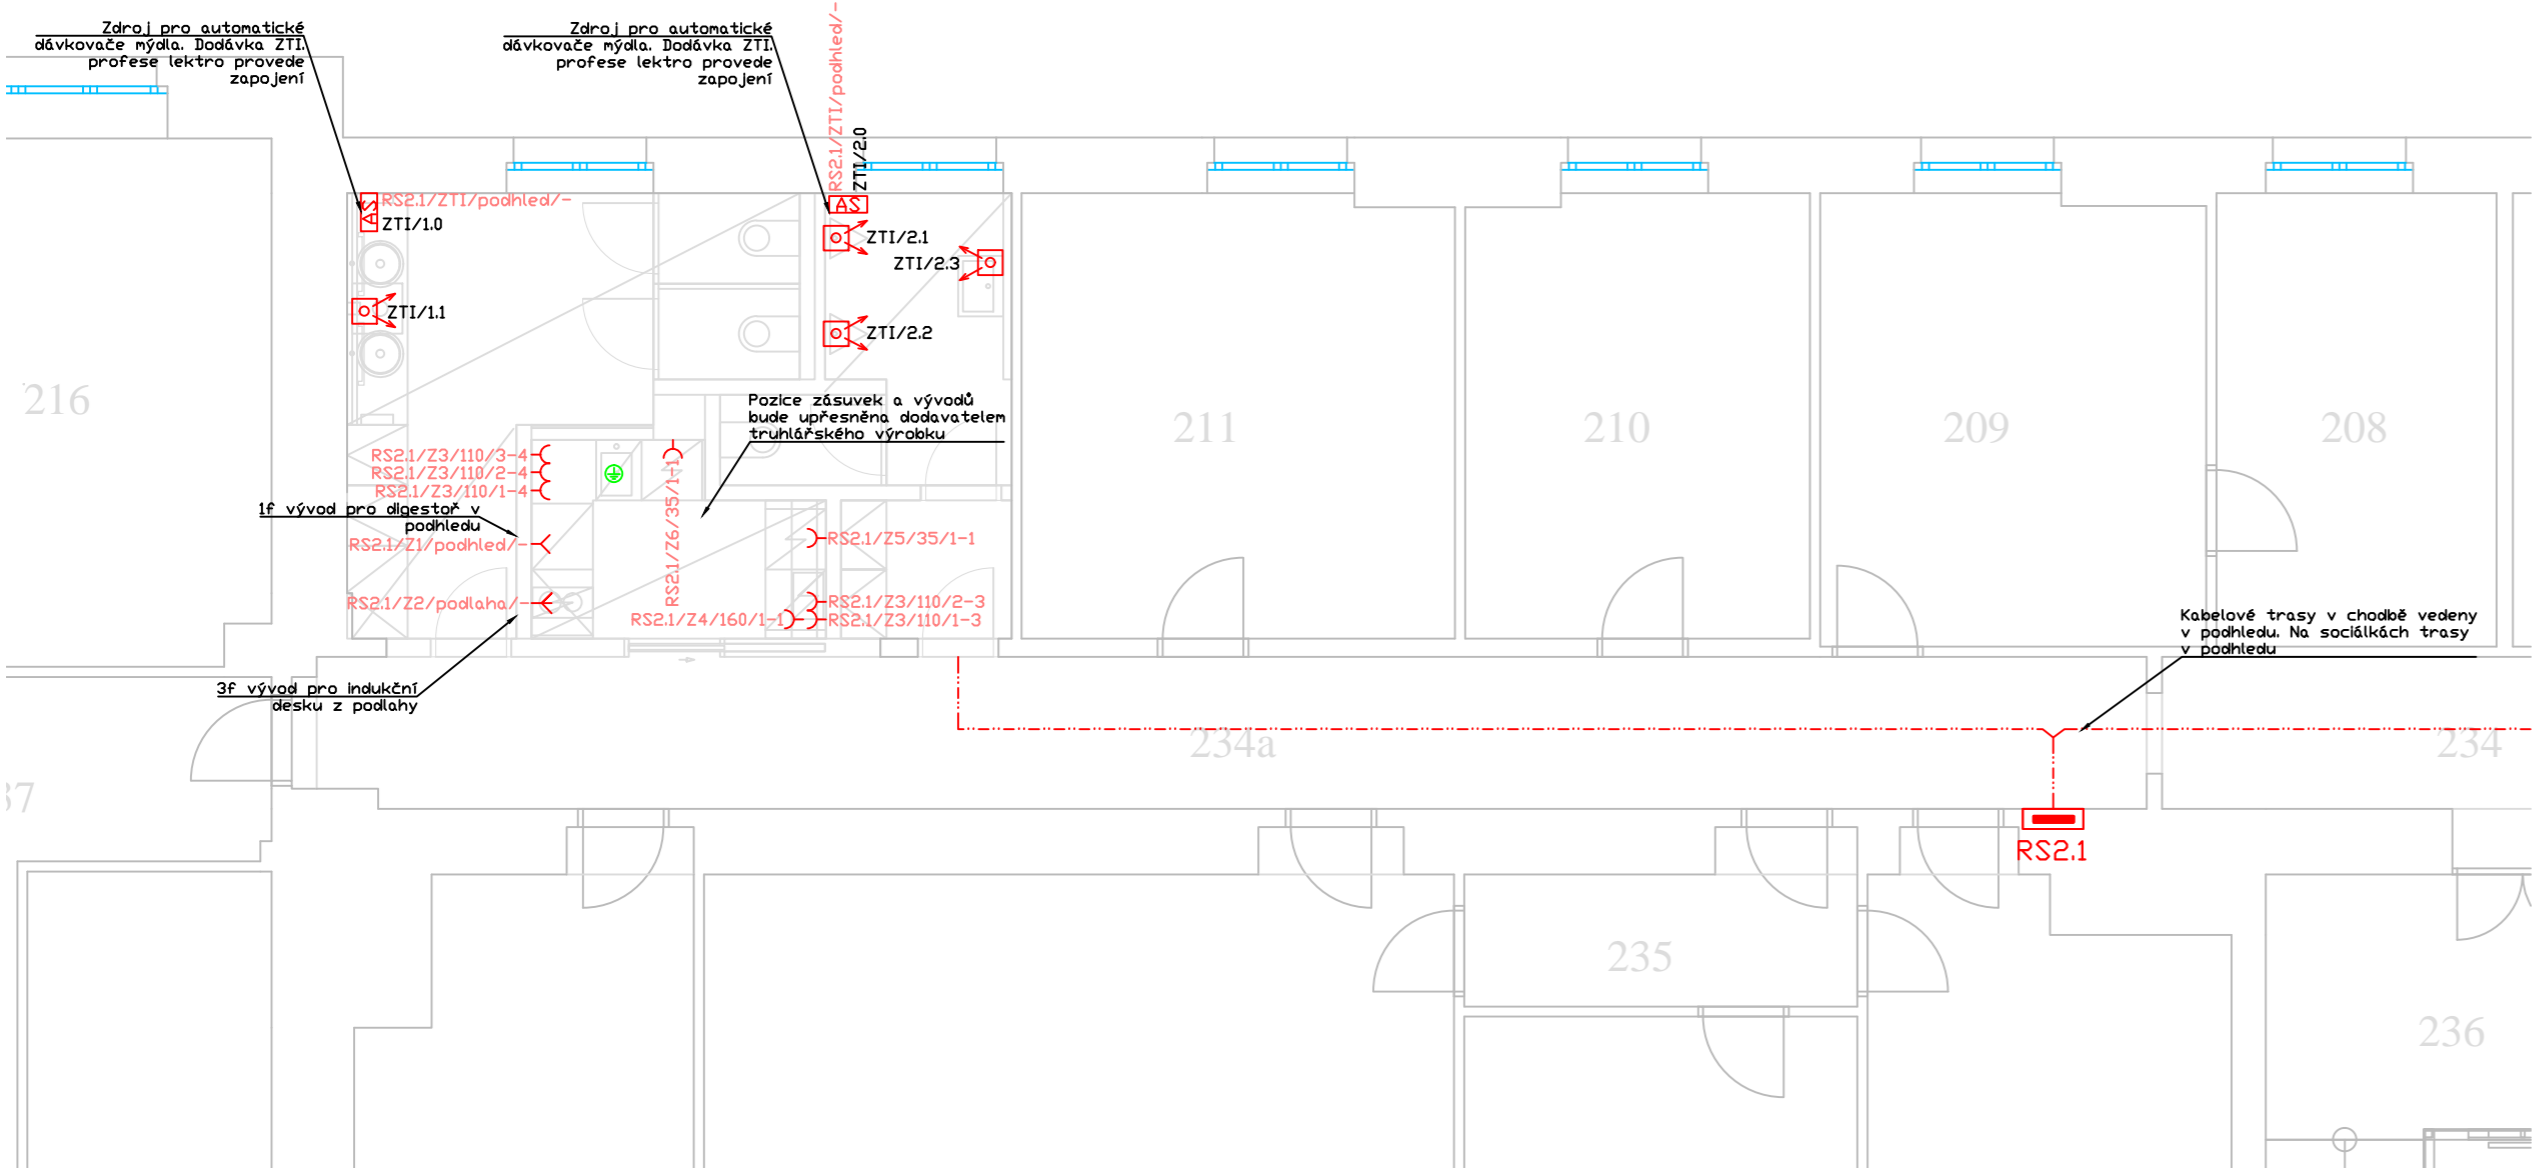 Zdroj pro automatické
dávkovače mýdla. Dodávka ZTI.
profese lektro provede
zapojení
Zdroj pro automatické
dávkovače mýdla. Dodávka ZTI.
profese lektro provede
zapojení
RS2.1/ZTI/podhled/-
ZTI/2.0
AS
RS2.1/ZTI/podhled/-
ZTI/1.0
AS
ZTI/2.1
ZTI/2.3
ZTI/1.1
ZTI/2.2
216
211
210
209
208
Pozice zásuvek a vývodů
bude upřesněna dodavatelem
truhlářského výrobku
RS2.1/Z3/110/3-4
RS2.1/Z3/110/2-4
RS2.1/Z3/110/1-4
1f vývod pro digestoř v
podhledu
RS2.1/Z1/podhled/-
RS2.1/Z6/35/1-1
RS2.1/Z5/35/1-1
RS2.1/Z2/podlaha/-
RS2.1/Z3/110/2-3
RS2.1/Z4/160/1-1
RS2.1/Z3/110/1-3
Kabelové trasy v chodbě vedeny
v podhledu. Na sociálkách trasy
v podhledu
3f vývod pro indukční
desku z podlahy
234a
234
37
RS2.1
235
236